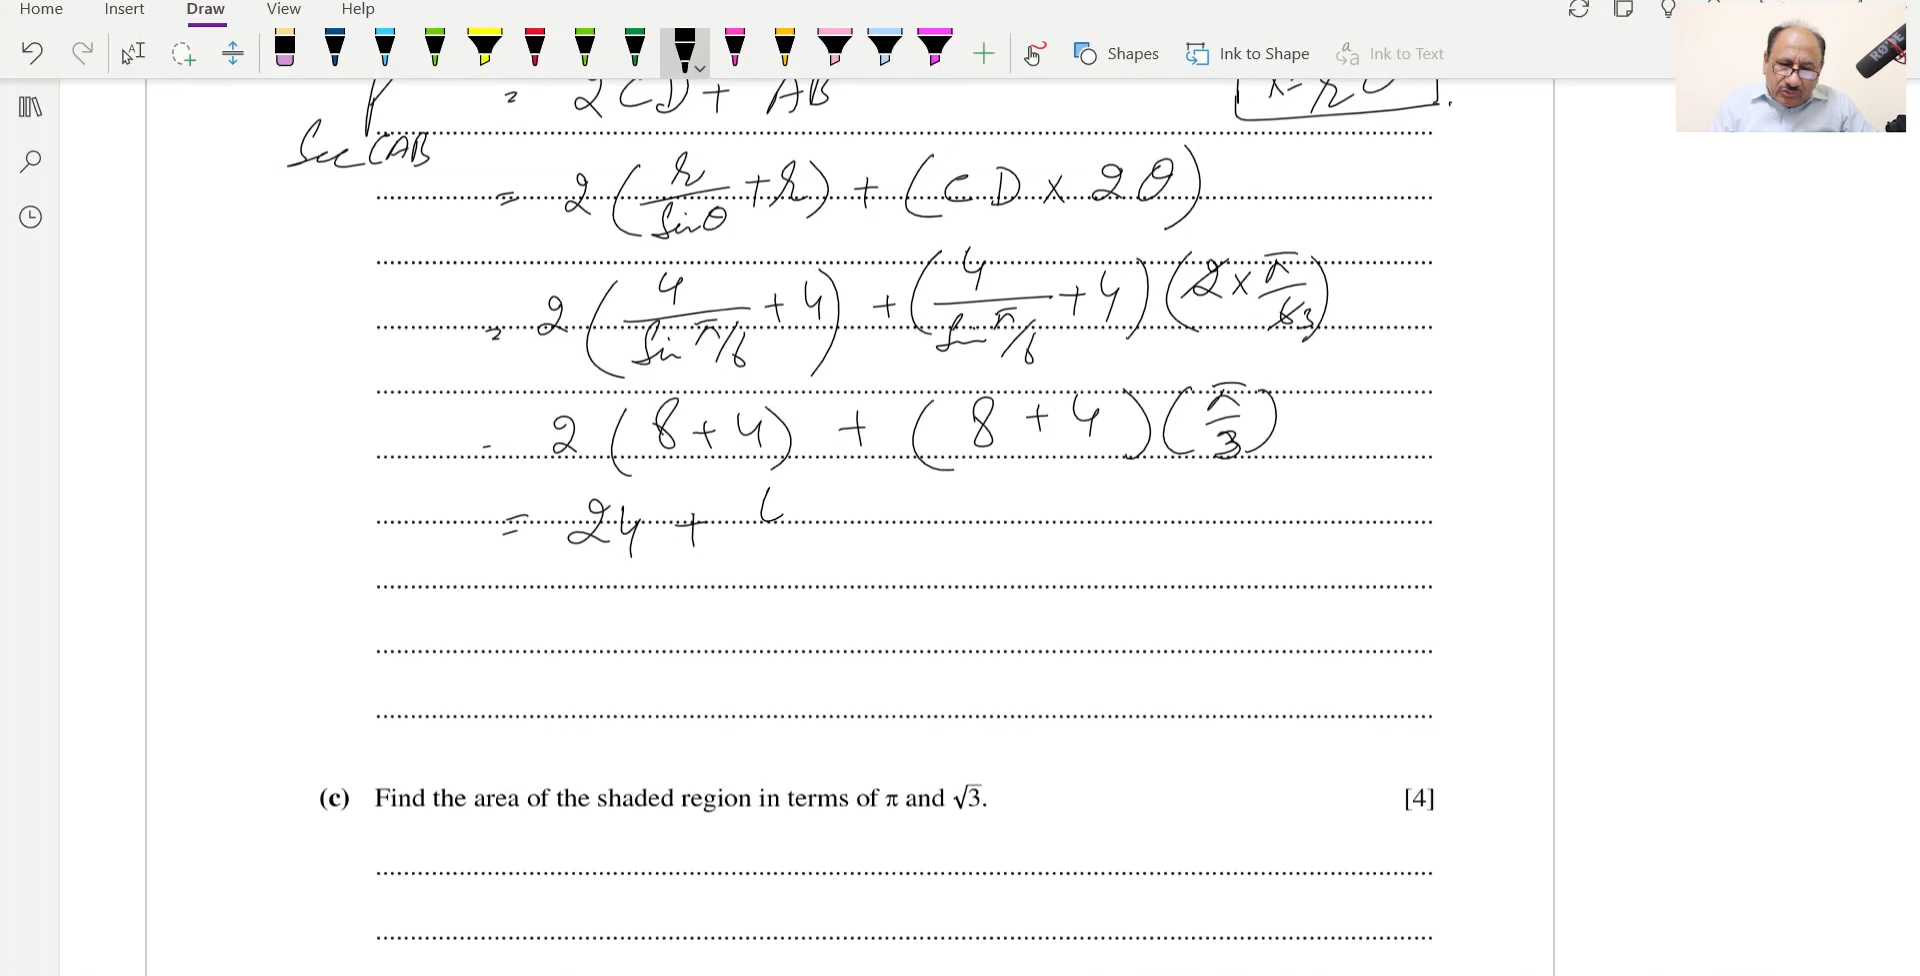 Home Insert Draw View Help
Shapes Ink to Shape Ink to Text
RØDE
P = 2CD + AB
Sec CAB
= 2(r/sinθ + r) + (CD × 2θ)
= 2(4/Sin π/6 + 4) + (4/Sin π/6 + 4)(2 × π/6 3)
= 2(8+4) + (8+4)(π/3)
= 24 +
(c) Find the area of the shaded region in terms of π and √3. [4]